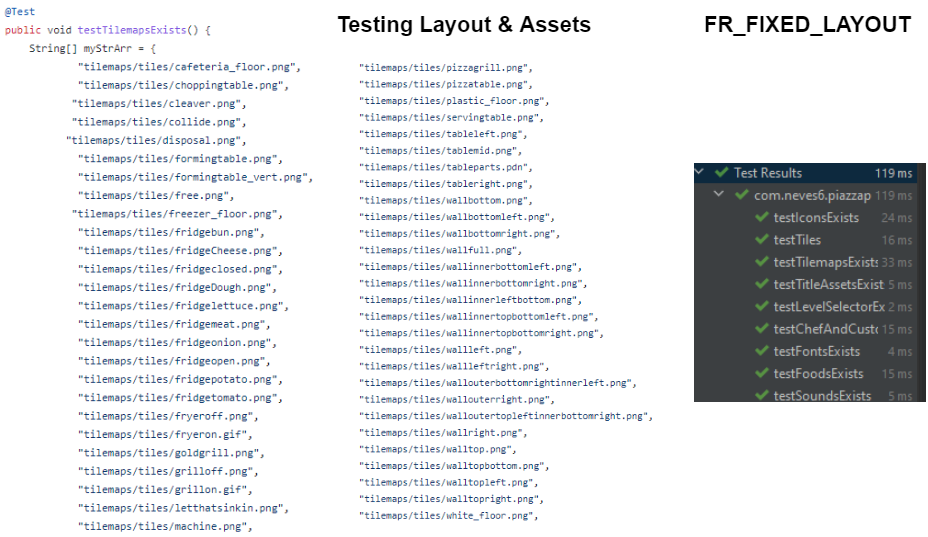 @Test
public void testTilemapsExists() {
String[] myStrArr = {
"tilemaps/tiles/cafeteria_floor.png",
"tilemaps/tiles/choppingtable.png",
"tilemaps/tiles/cleaver.png",
"tilemaps/tiles/collide.png",
"tilemaps/tiles/disposal.png",
"tilemaps/tiles/formingtable.png",
"tilemaps/tiles/formingtable_vert.png",
"tilemaps/tiles/free.png",
"tilemaps/tiles/freezer_floor.png",
"tilemaps/tiles/fridgebun.png",
"tilemaps/tiles/fridgeCheese.png",
"tilemaps/tiles/fridgeclosed.png",
"tilemaps/tiles/fridgeDough.png",
"tilemaps/tiles/fridgelettuce.png",
"tilemaps/tiles/fridgemeat.png",
"tilemaps/tiles/fridgeonion.png",
"tilemaps/tiles/fridgeopen.png",
"tilemaps/tiles/fridgepotato.png",
"tilemaps/tiles/fridgetomato.png",
"tilemaps/tiles/fryeroff.png",
"tilemaps/tiles/fryeron.gif",
"tilemaps/tiles/goldgrill.png",
"tilemaps/tiles/grilloff.png",
"tilemaps/tiles/grillon.gif",
"tilemaps/tiles/letthatsinkin.png",
"tilemaps/tiles/machine.png",
Testing Layout & Assets
"tilemaps/tiles/pizzagrill.png",
"tilemaps/tiles/pizzatable.png",
"tilemaps/tiles/plastic_floor.png",
"tilemaps/tiles/servingtable.png",
"tilemaps/tiles/tableleft.png",
"tilemaps/tiles/tablemid.png",
"tilemaps/tiles/tableparts.pdn",
"tilemaps/tiles/tableright.png",
"tilemaps/tiles/wallbottom.png",
"tilemaps/tiles/wallbottomleft.png",
"tilemaps/tiles/wallbottomright.png",
"tilemaps/tiles/wallfull.png",
"tilemaps/tiles/wallinnerbottomleft.png",
"tilemaps/tiles/wallinnerbottomright.png",
"tilemaps/tiles/wallinnerleftbottom.png",
"tilemaps/tiles/wallinnertopbottomleft.png",
"tilemaps/tiles/wallinnertopbottomright.png",
"tilemaps/tiles/wallleft.png",
"tilemaps/tiles/wallleftright.png",
"tilemaps/tiles/wallouterbottomrightinnerleft.png",
"tilemaps/tiles/wallouterright.png",
"tilemaps/tiles/walloutertopleftinnerbottomright.png",
"tilemaps/tiles/wallright.png",
"tilemaps/tiles/walltop.png",
"tilemaps/tiles/walltopbottom.png",
"tilemaps/tiles/walltopleft.png",
"tilemaps/tiles/walltopright.png",
"tilemaps/tiles/white_floor.png",
FR_FIXED_LAYOUT
Test Results 119 ms
com.neves6.piazzap 119 ms
testIconsExists 24 ms
testTiles 16 ms
testTilemapsExists 33 ms
testTitleAssetsExist 5 ms
testLevelSelectorEx 2 ms
testChefAndCusto 15 ms
testFontsExists 4 ms
testFoodsExists 15 ms
testSoundsExists 5 ms